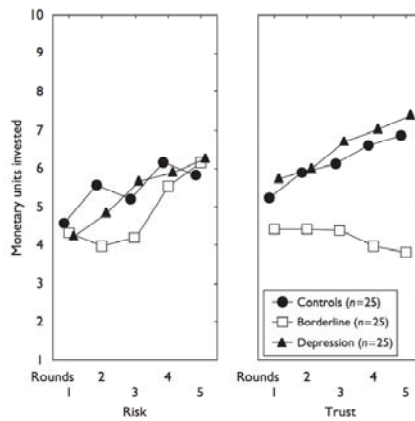 Monetary units invested
10
9
8
7
6
5
4
3
2
1
Controls (n=25)
Borderline (n=25)
Depression (n=25)
Rounds 2 4 Rounds 2 4
1 3 5 1 3 5
Risk Trust